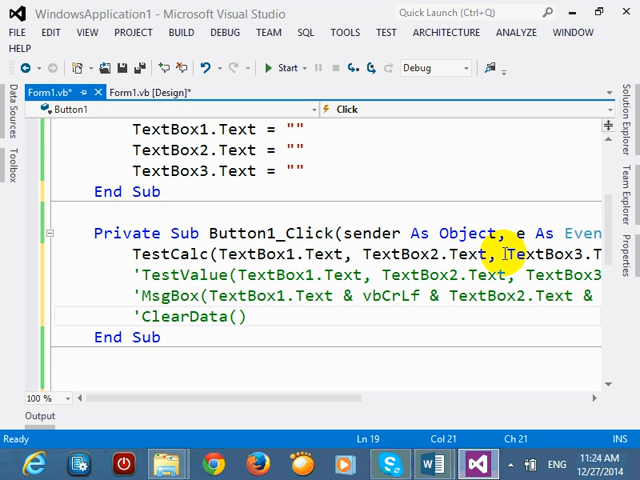 WindowsApplication1 - Microsoft Visual Studio
Quick Launch (Ctrl+Q)
FILE EDIT VIEW PROJECT BUILD DEBUG TEAM SQL TOOLS TEST ARCHITECTURE ANALYZE WINDOW
HELP
Start Debug
Data Sources
Toolbox
Form1.vb* Form1.vb [Design]*
Button1 Click
TextBox1.Text = ""
TextBox2.Text = ""
TextBox3.Text = ""
End Sub
Private Sub Button1_Click(sender As Object, e As Even
TestCalc(TextBox1.Text, TextBox2.Text, TextBox3.T
'TestValue(TextBox1.Text, TextBox2.Text, TextBox3
'MsgBox(TextBox1.Text & vbCrLf & TextBox2.Text &
'ClearData()
End Sub
Solution Explorer
Team Explorer
Properties
100 %
Output
Ready Ln 19 Col 21 Ch 21 INS
ENG
11:24 AM
12/27/2014